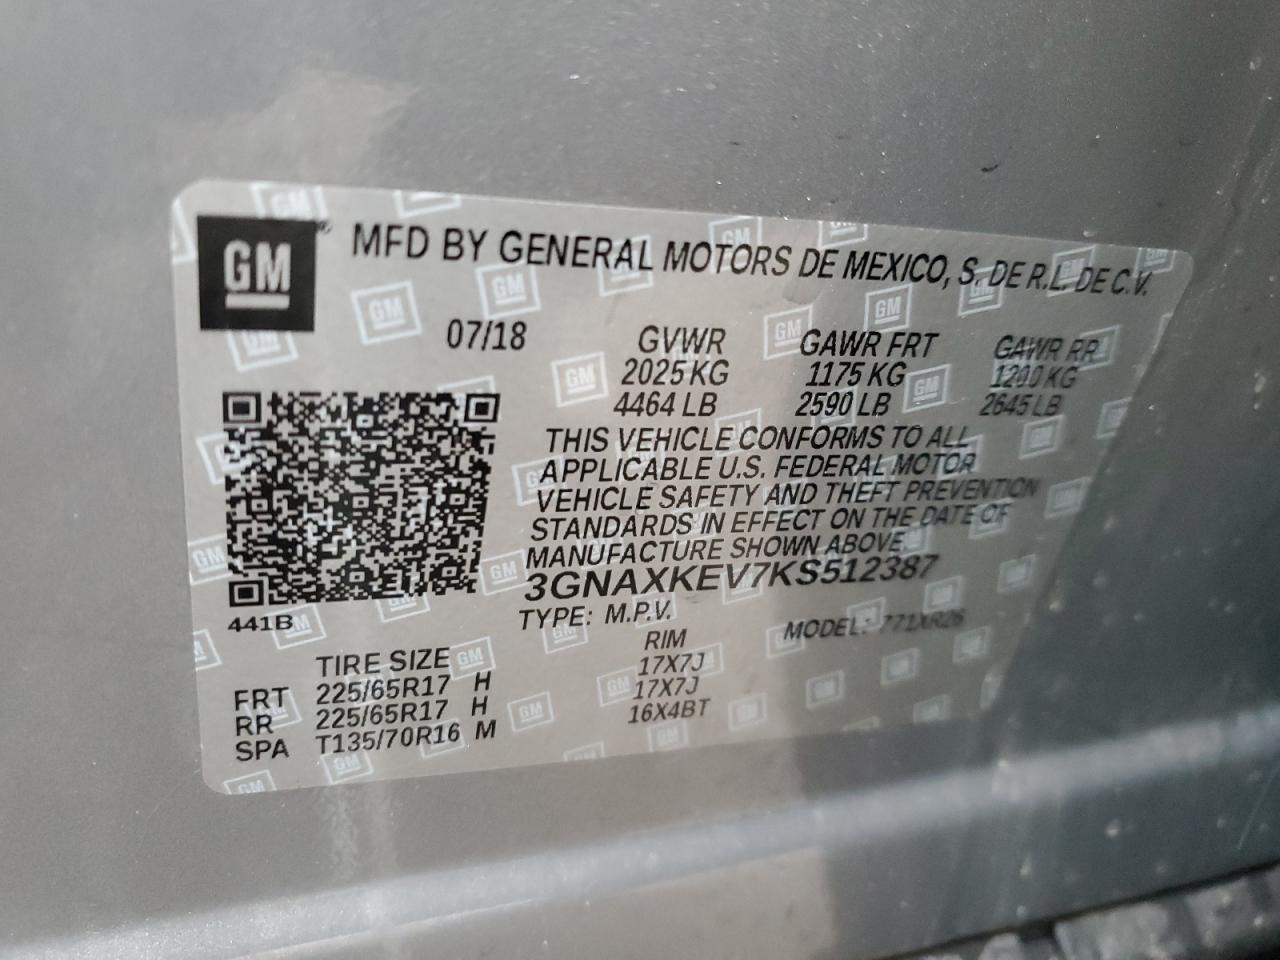 GM ® MFD BY GENERAL MOTORS DE MEXICO, S. DE R.L. DE C.V.
07/18 GVWR GAWR FRT GAWR RR
2025 KG 1175 KG 1200 KG
4464 LB 2590 LB 2645 LB
THIS VEHICLE CONFORMS TO ALL
APPLICABLE U.S. FEDERAL MOTOR
VEHICLE SAFETY AND THEFT PREVENTION
STANDARDS IN EFFECT ON THE DATE OF
MANUFACTURE SHOWN ABOVE.
3GNAXKEV7KS512387
441B TYPE: M.P.V. MODEL: 771XR26
TIRE SIZE RIM
FRT 225/65R17 H 17X7J
RR 225/65R17 H 17X7J
SPA T135/70R16 M 16X4BT